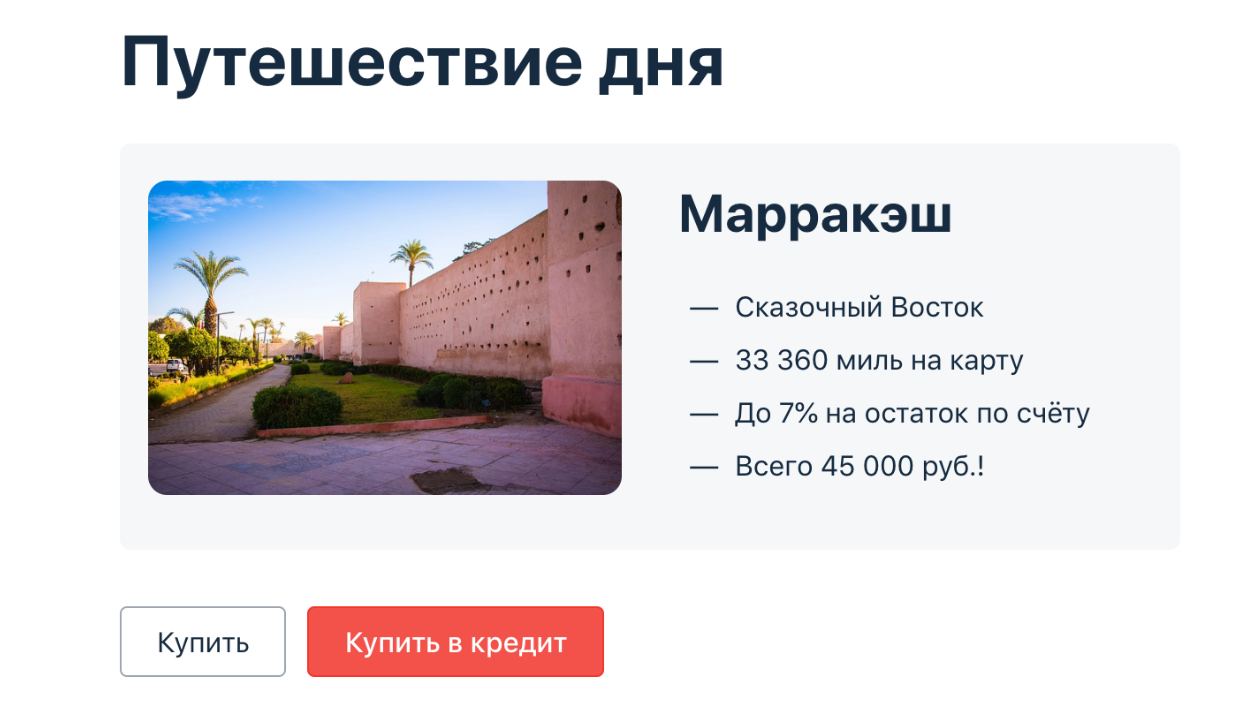 Путешествие дня
Марракэш
— Сказочный Восток
— 33 360 миль на карту
— До 7% на остаток по счёту
— Всего 45 000 руб.!
Купить
Купить в кредит